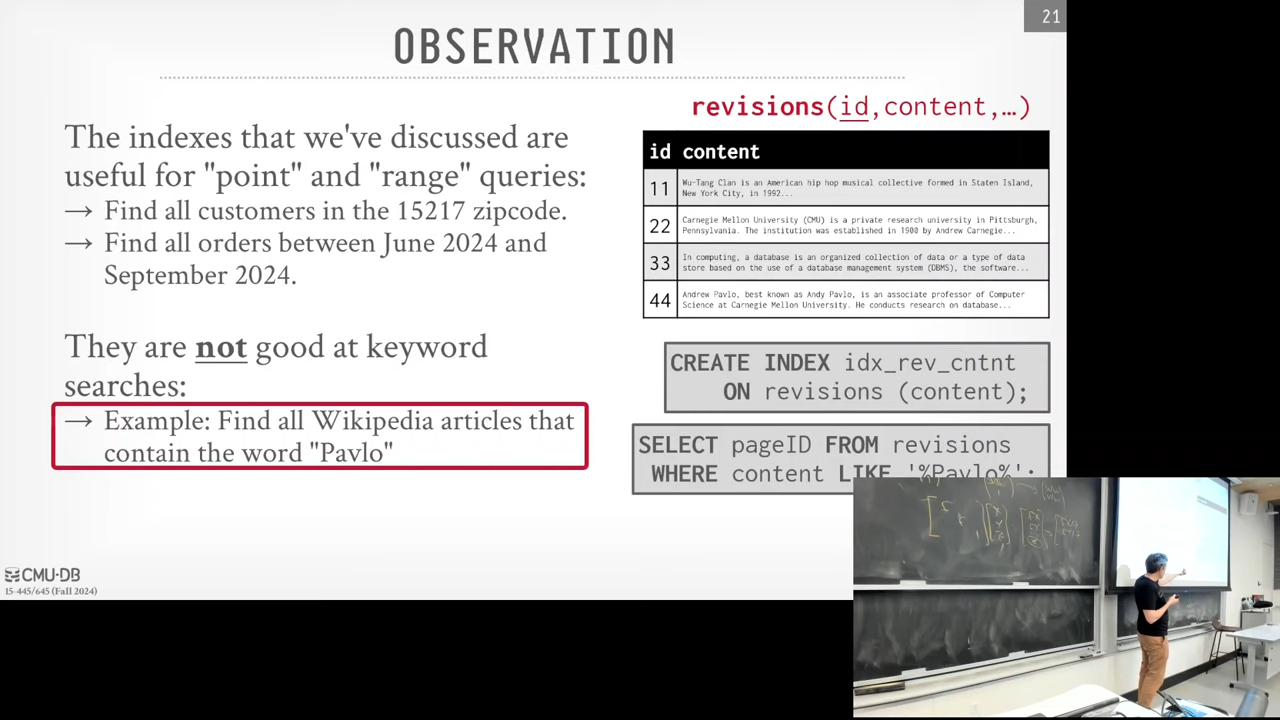 21
OBSERVATION
The indexes that we've discussed are
useful for "point" and "range" queries:
→ Find all customers in the 15217 zipcode.
→ Find all orders between June 2024 and
September 2024.
They are not good at keyword
searches:
→ Example: Find all Wikipedia articles that
contain the word "Pavlo"
revisions(id,content,…)
id content
11 Wu-Tang Clan is an American hip hop musical collective formed in Staten Island,
New York City, in 1992...
22 Carnegie Mellon University (CMU) is a private research university in Pittsburgh,
Pennsylvania. The institution was established in 1900 by Andrew Carnegie...
33 In computing, a database is an organized collection of data or a type of data
store based on the use of a database management system (DBMS), the software...
44 Andrew Pavlo, best known as Andy Pavlo, is an associate professor of Computer
Science at Carnegie Mellon University. He conducts research on database...
CREATE INDEX idx_rev_cntnt
ON revisions (content);
SELECT pageID FROM revisions
WHERE content LIKE '%Pavlo%';
CMU·DB
15-445/645 (Fall 2024)